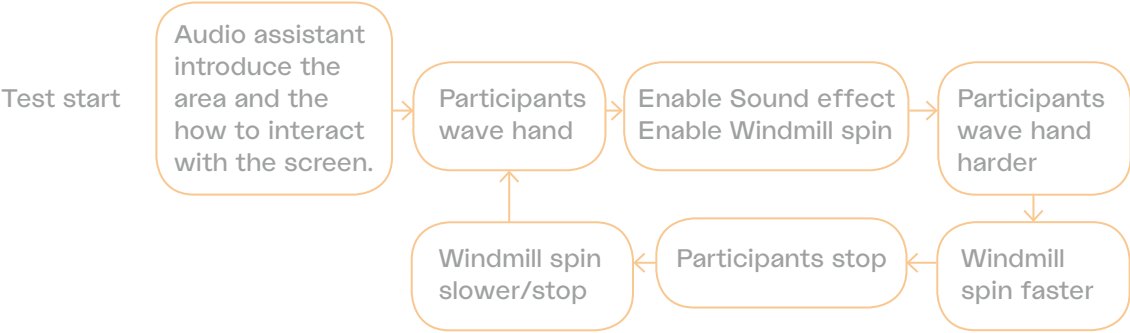 Test start
Audio assistant
introduce the
area and the
how to interact
with the screen.
Participants
wave hand
Enable Sound effect
Enable Windmill spin
Participants
wave hand
harder
Windmill
spin faster
Participants stop
Windmill spin
slower/stop